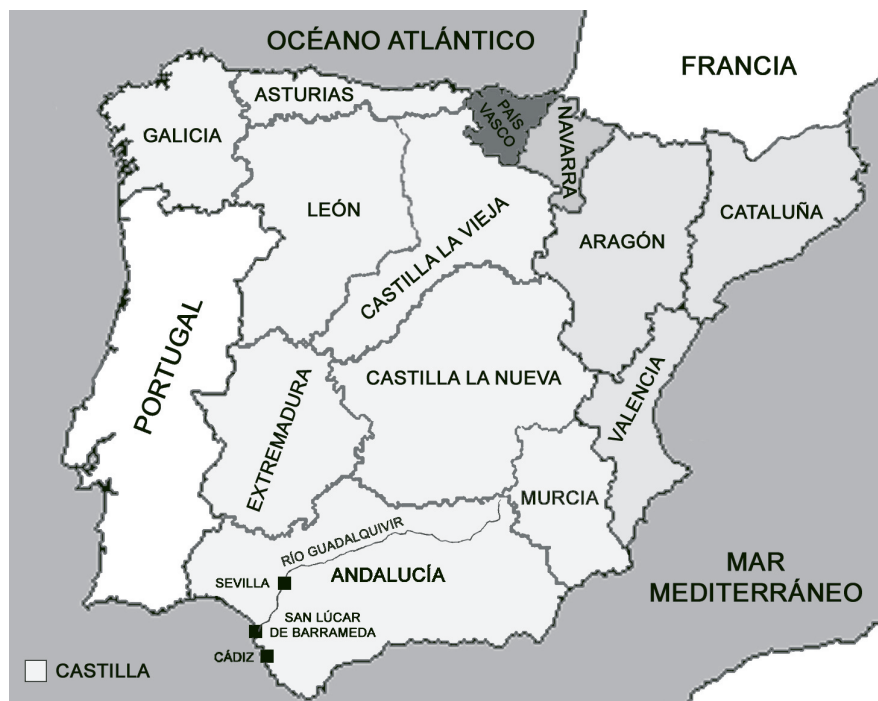 OCÉANO ATLÁNTICO
FRANCIA
ASTURIAS
PAÍS
VASCO
NAVARRA
GALICIA
LEÓN
CASTILLA LA VIEJA
ARAGÓN
CATALUÑA
PORTUGAL
CASTILLA LA NUEVA
VALENCIA
EXTREMADURA
MURCIA
RÍO GUADALQUIVIR
SEVILLA
ANDALUCÍA
MAR
MEDITERRÁNEO
SAN LÚCAR
DE BARRAMEDA
CÁDIZ
CASTILLA